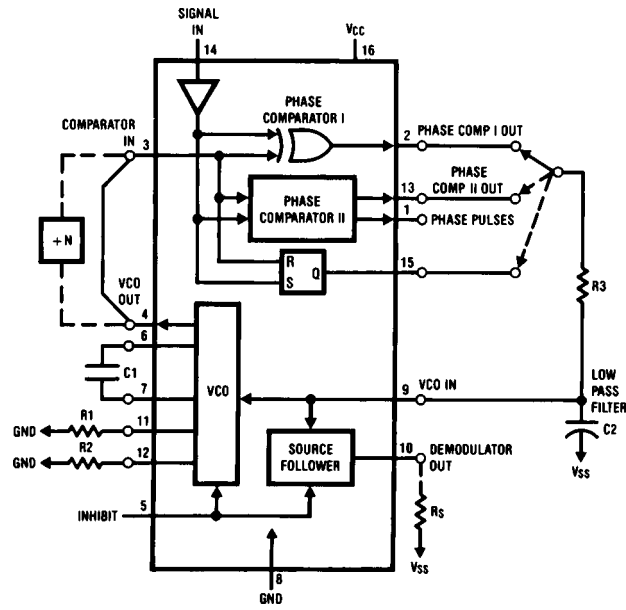 SIGNAL
IN
14
VCC
16
PHASE
COMPARATOR I
COMPARATOR
IN
3
2
PHASE COMP I OUT
PHASE
COMP II OUT
13
PHASE
COMPARATOR II
1
PHASE PULSES
+N
R
S
Q
15
R3
VCO
OUT
4
6
C1
7
VCO
9
VCO IN
LOW
PASS
FILTER
C2
VSS
R1
GND
11
R2
GND
12
SOURCE
FOLLOWER
10
DEMODULATOR
OUT
INHIBIT
5
RS
VSS
8
GND